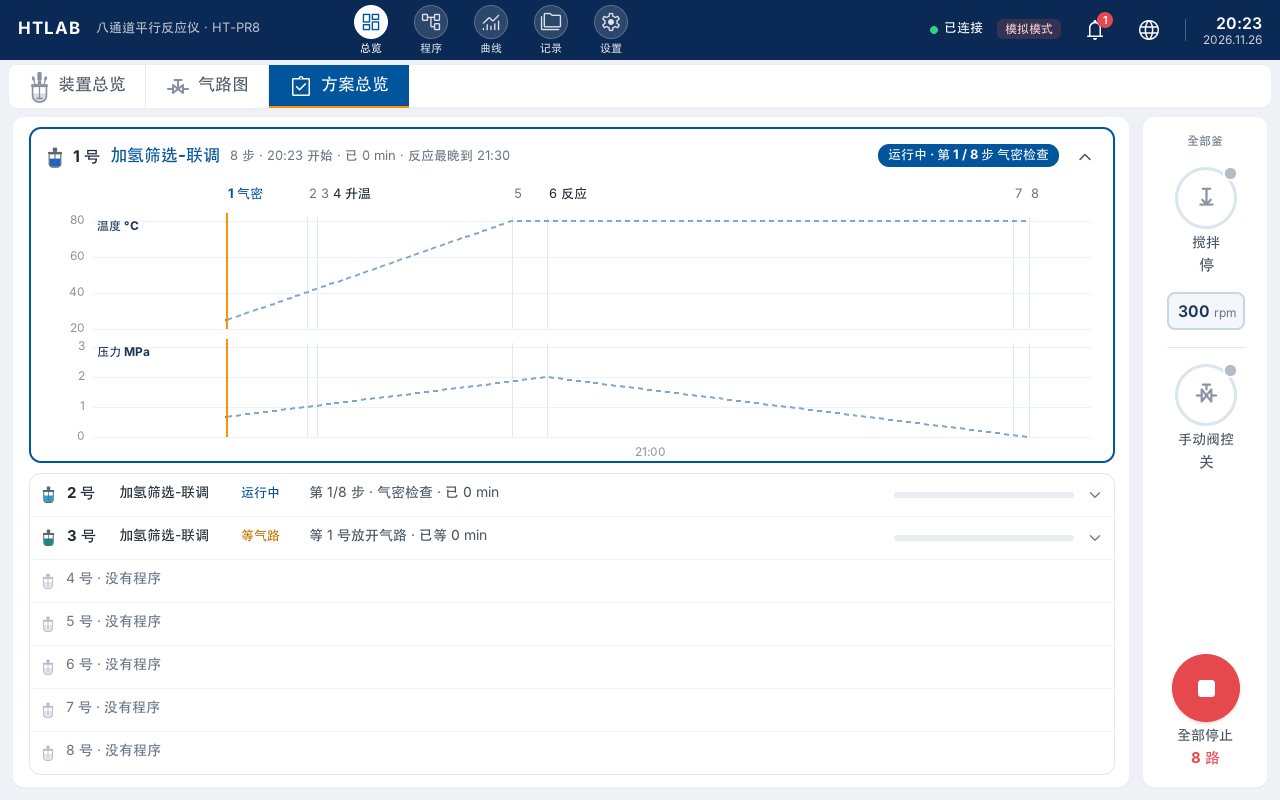 HTLAB 八通道平行反应仪 · HT-PR8
总览 程序 曲线 记录 设置
已连接 模拟模式 1 20:23
2026.11.26
装置总览 气路图 方案总览
1 号 加氢筛选-联调 8 步 · 20:23 开始 · 已 0 min · 反应最晚到 21:30 运行中 · 第 1 / 8 步 气密检查
1 气密 2 3 4 升温 5 6 反应 7 8
温度 °C
80
60
40
20
压力 MPa
3
2
1
0
21:00
2 号 加氢筛选-联调 运行中 第 1/8 步 · 气密检查 · 已 0 min
3 号 加氢筛选-联调 等气路 等 1 号放开气路 · 已等 0 min
4 号 · 没有程序
5 号 · 没有程序
6 号 · 没有程序
7 号 · 没有程序
8 号 · 没有程序
全部釜
搅拌
停
300 rpm
手动阀控
关
全部停止
8 路